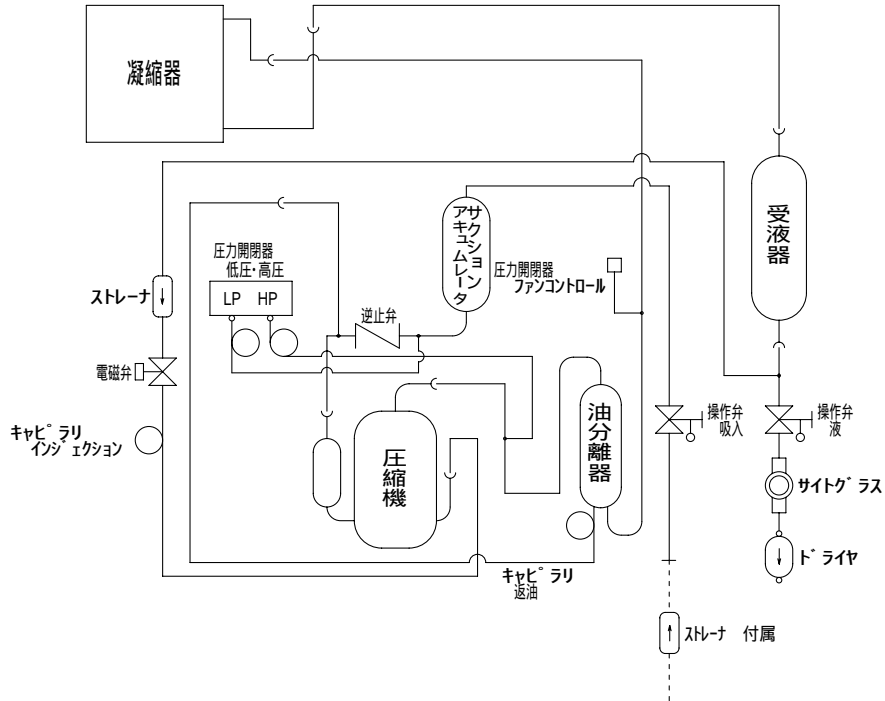 凝縮器
受液器
サクション
アキュムレータ
圧力開閉器
低圧・高圧
圧力開閉器
ファンコントロール
LP HP
ストレーナ
逆止弁
電磁弁
操作弁
吸入
操作弁
液
キャピラリ
インジェクション
圧縮機
油分離器
サイトグラス
ドライヤ
キャピラリ
返油
ストレーナ 付属